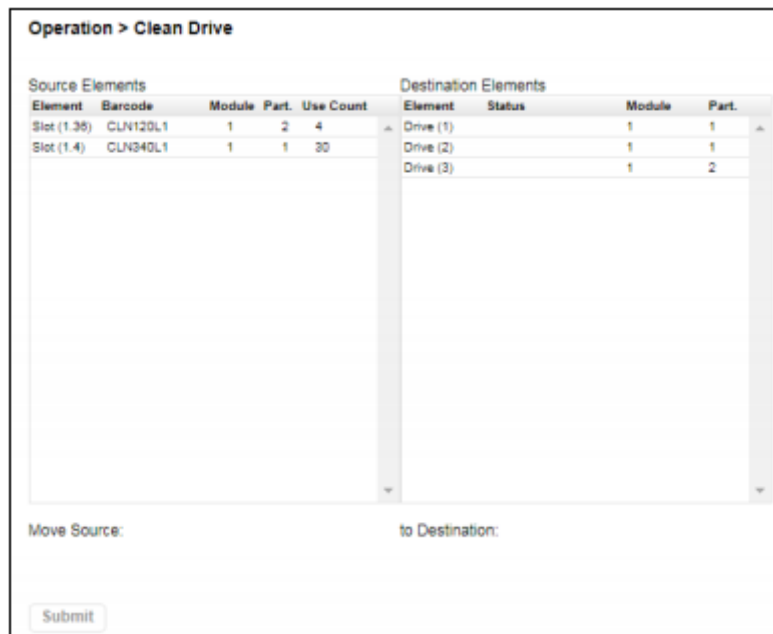 Operation > Clean Drive
Source Elements
Element Barcode Module Part. Use Count
Slot (1.36) CLN120L1 1 2 4
Slot (1.4) CLN340L1 1 1 30
Destination Elements
Element Status Module Part.
Drive (1) 1 1
Drive (2) 1 1
Drive (3) 1 2
Move Source:
to Destination:
Submit